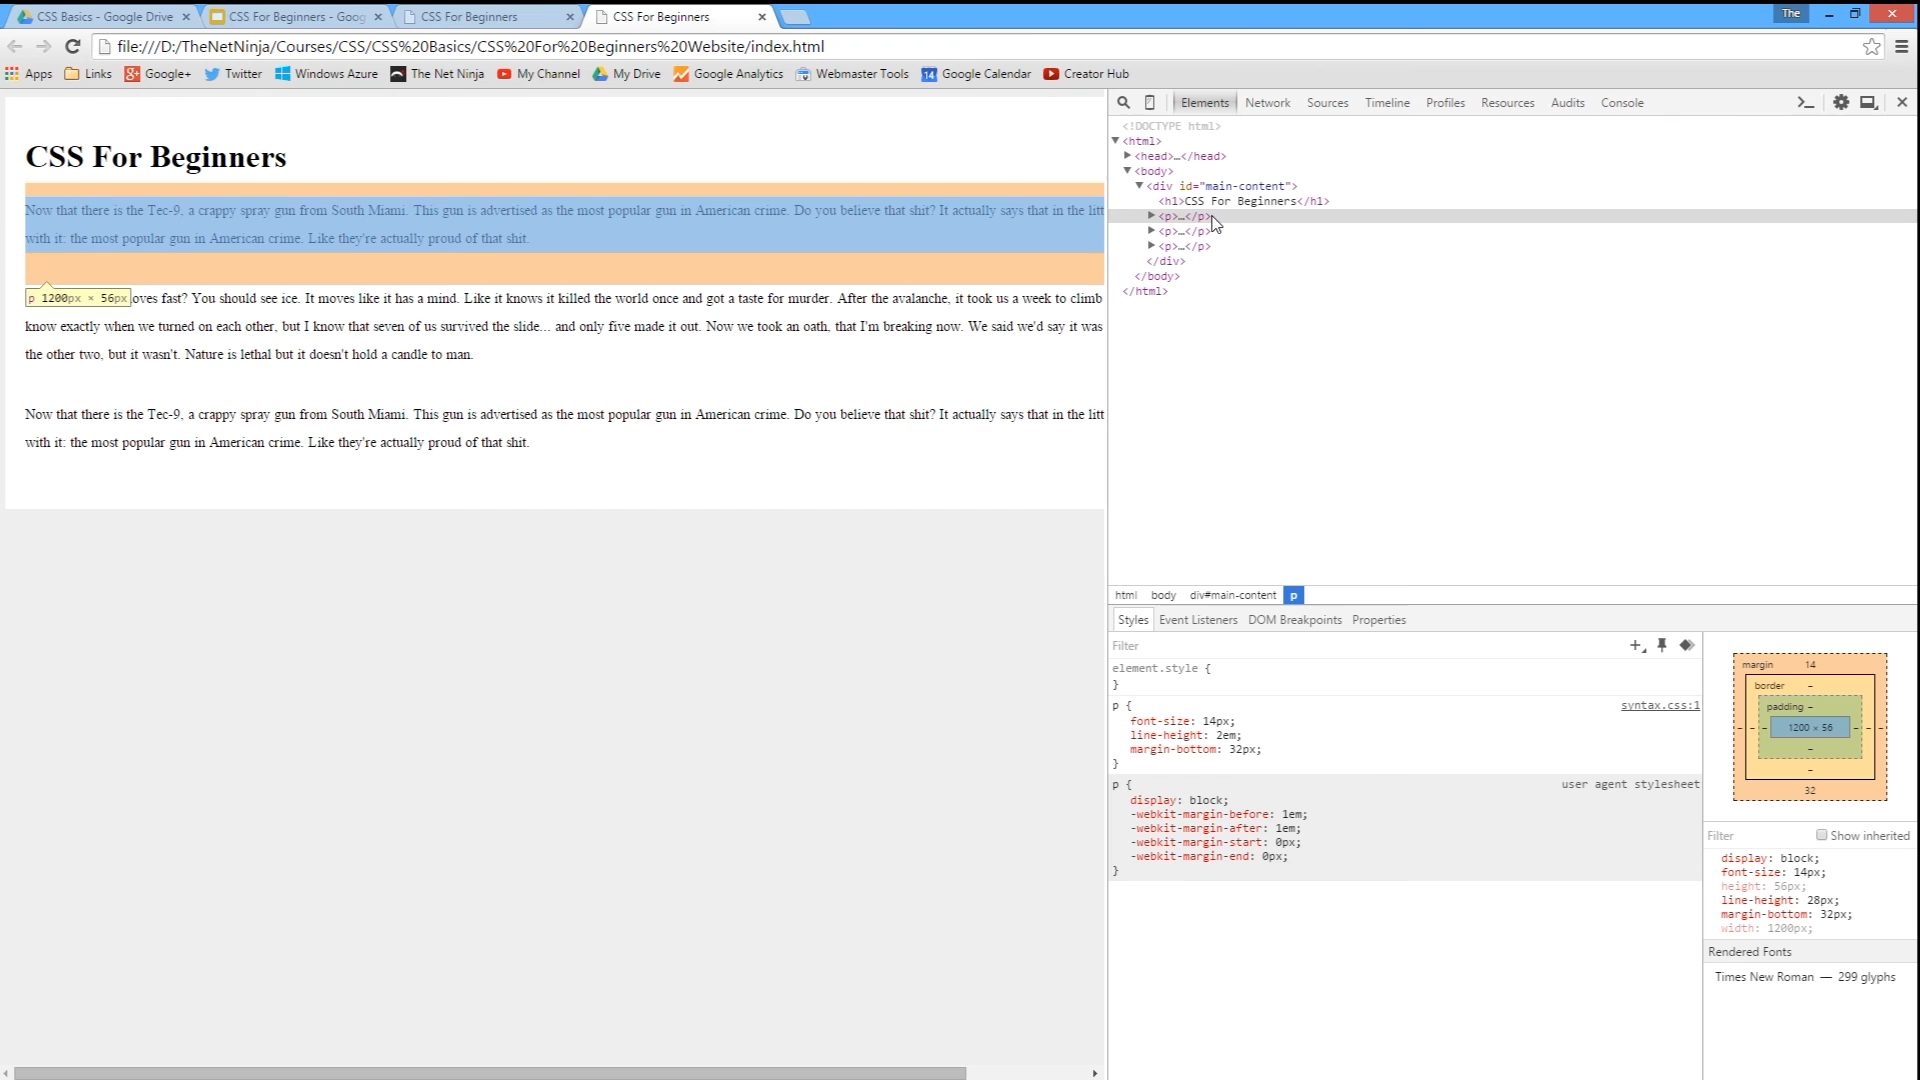 CSS Basics - Google Drive
CSS For Beginners - Goog
CSS For Beginners
CSS For Beginners
The
file:///D:/TheNetNinja/Courses/CSS/CSS%20Basics/CSS%20For%20Beginners%20Website/index.html
Apps Links Google+ Twitter Windows Azure The Net Ninja My Channel My Drive Google Analytics Webmaster Tools 14 Google Calendar Creator Hub
CSS For Beginners
Now that there is the Tec-9, a crappy spray gun from South Miami. This gun is advertised as the most popular gun in American crime. Do you believe that shit? It actually says that in the litt
with it: the most popular gun in American crime. Like they're actually proud of that shit.
p 1200px × 56px
oves fast? You should see ice. It moves like it has a mind. Like it knows it killed the world once and got a taste for murder. After the avalanche, it took us a week to climb
know exactly when we turned on each other, but I know that seven of us survived the slide... and only five made it out. Now we took an oath, that I'm breaking now. We said we'd say it was
the other two, but it wasn't. Nature is lethal but it doesn't hold a candle to man.
Now that there is the Tec-9, a crappy spray gun from South Miami. This gun is advertised as the most popular gun in American crime. Do you believe that shit? It actually says that in the litt
with it: the most popular gun in American crime. Like they're actually proud of that shit.
Elements Network Sources Timeline Profiles Resources Audits Console
<!DOCTYPE html>
<html>
<head>…</head>
<body>
<div id="main-content">
<h1>CSS For Beginners</h1>
<p>…</p>
<p>…</p>
<p>…</p>
</div>
</body>
</html>
html body div#main-content p
Styles Event Listeners DOM Breakpoints Properties
Filter
element.style {
}
p { syntax.css:1
font-size: 14px;
line-height: 2em;
margin-bottom: 32px;
}
p { user agent stylesheet
display: block;
-webkit-margin-before: 1em;
-webkit-margin-after: 1em;
-webkit-margin-start: 0px;
-webkit-margin-end: 0px;
}
margin 14
border –
padding –
– – – 1200 × 56 – – –
–
–
32
Filter Show inherited
display: block;
font-size: 14px;
height: 56px;
line-height: 28px;
margin-bottom: 32px;
width: 1200px;
Rendered Fonts
Times New Roman — 299 glyphs